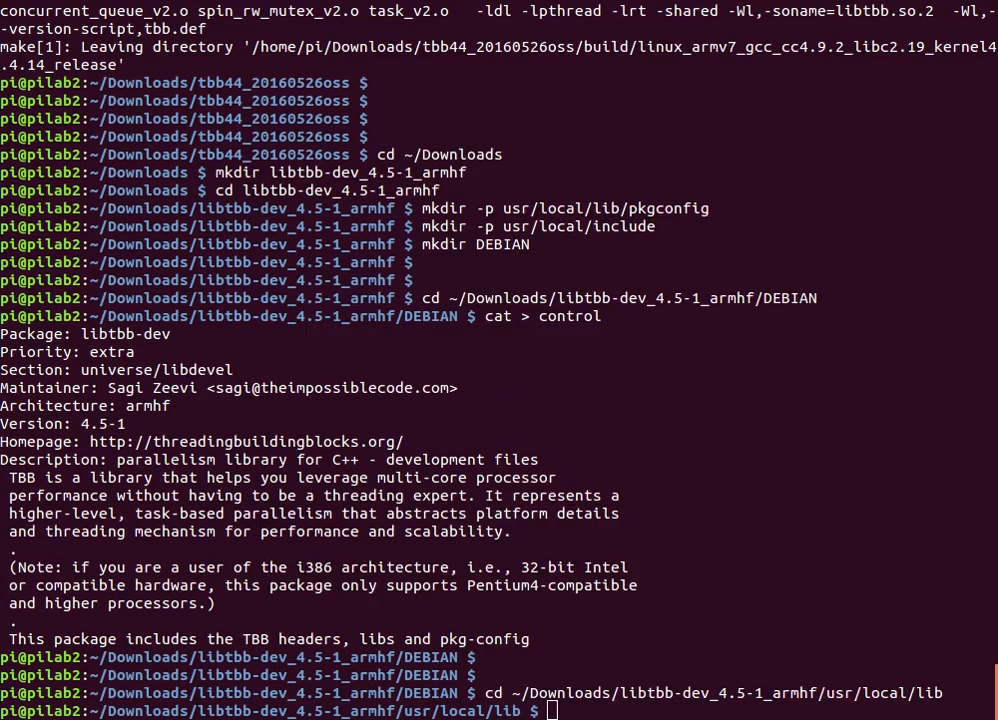 concurrent_queue_v2.o spin_rw_mutex_v2.o task_v2.o   -ldl -lpthread -lrt -shared -Wl,-soname=libtbb.so.2  -Wl,-
-version-script,tbb.def
make[1]: Leaving directory '/home/pi/Downloads/tbb44_20160526oss/build/linux_armv7_gcc_cc4.9.2_libc2.19_kernel4
.4.14_release'
pi@pilab2:~/Downloads/tbb44_20160526oss $
pi@pilab2:~/Downloads/tbb44_20160526oss $
pi@pilab2:~/Downloads/tbb44_20160526oss $
pi@pilab2:~/Downloads/tbb44_20160526oss $
pi@pilab2:~/Downloads/tbb44_20160526oss $ cd ~/Downloads
pi@pilab2:~/Downloads $ mkdir libtbb-dev_4.5-1_armhf
pi@pilab2:~/Downloads $ cd libtbb-dev_4.5-1_armhf
pi@pilab2:~/Downloads/libtbb-dev_4.5-1_armhf $ mkdir -p usr/local/lib/pkgconfig
pi@pilab2:~/Downloads/libtbb-dev_4.5-1_armhf $ mkdir -p usr/local/include
pi@pilab2:~/Downloads/libtbb-dev_4.5-1_armhf $ mkdir DEBIAN
pi@pilab2:~/Downloads/libtbb-dev_4.5-1_armhf $
pi@pilab2:~/Downloads/libtbb-dev_4.5-1_armhf $
pi@pilab2:~/Downloads/libtbb-dev_4.5-1_armhf $ cd ~/Downloads/libtbb-dev_4.5-1_armhf/DEBIAN
pi@pilab2:~/Downloads/libtbb-dev_4.5-1_armhf/DEBIAN $ cat > control
Package: libtbb-dev
Priority: extra
Section: universe/libdevel
Maintainer: Sagi Zeevi <sagi@theimpossiblecode.com>
Architecture: armhf
Version: 4.5-1
Homepage: http://threadingbuildingblocks.org/
Description: parallelism library for C++ - development files
 TBB is a library that helps you leverage multi-core processor
 performance without having to be a threading expert. It represents a
 higher-level, task-based parallelism that abstracts platform details
 and threading mechanism for performance and scalability.
 .
 (Note: if you are a user of the i386 architecture, i.e., 32-bit Intel
 or compatible hardware, this package only supports Pentium4-compatible
 and higher processors.)
 .
 This package includes the TBB headers, libs and pkg-config
pi@pilab2:~/Downloads/libtbb-dev_4.5-1_armhf/DEBIAN $
pi@pilab2:~/Downloads/libtbb-dev_4.5-1_armhf/DEBIAN $
pi@pilab2:~/Downloads/libtbb-dev_4.5-1_armhf/DEBIAN $ cd ~/Downloads/libtbb-dev_4.5-1_armhf/usr/local/lib
pi@pilab2:~/Downloads/libtbb-dev_4.5-1_armhf/usr/local/lib $